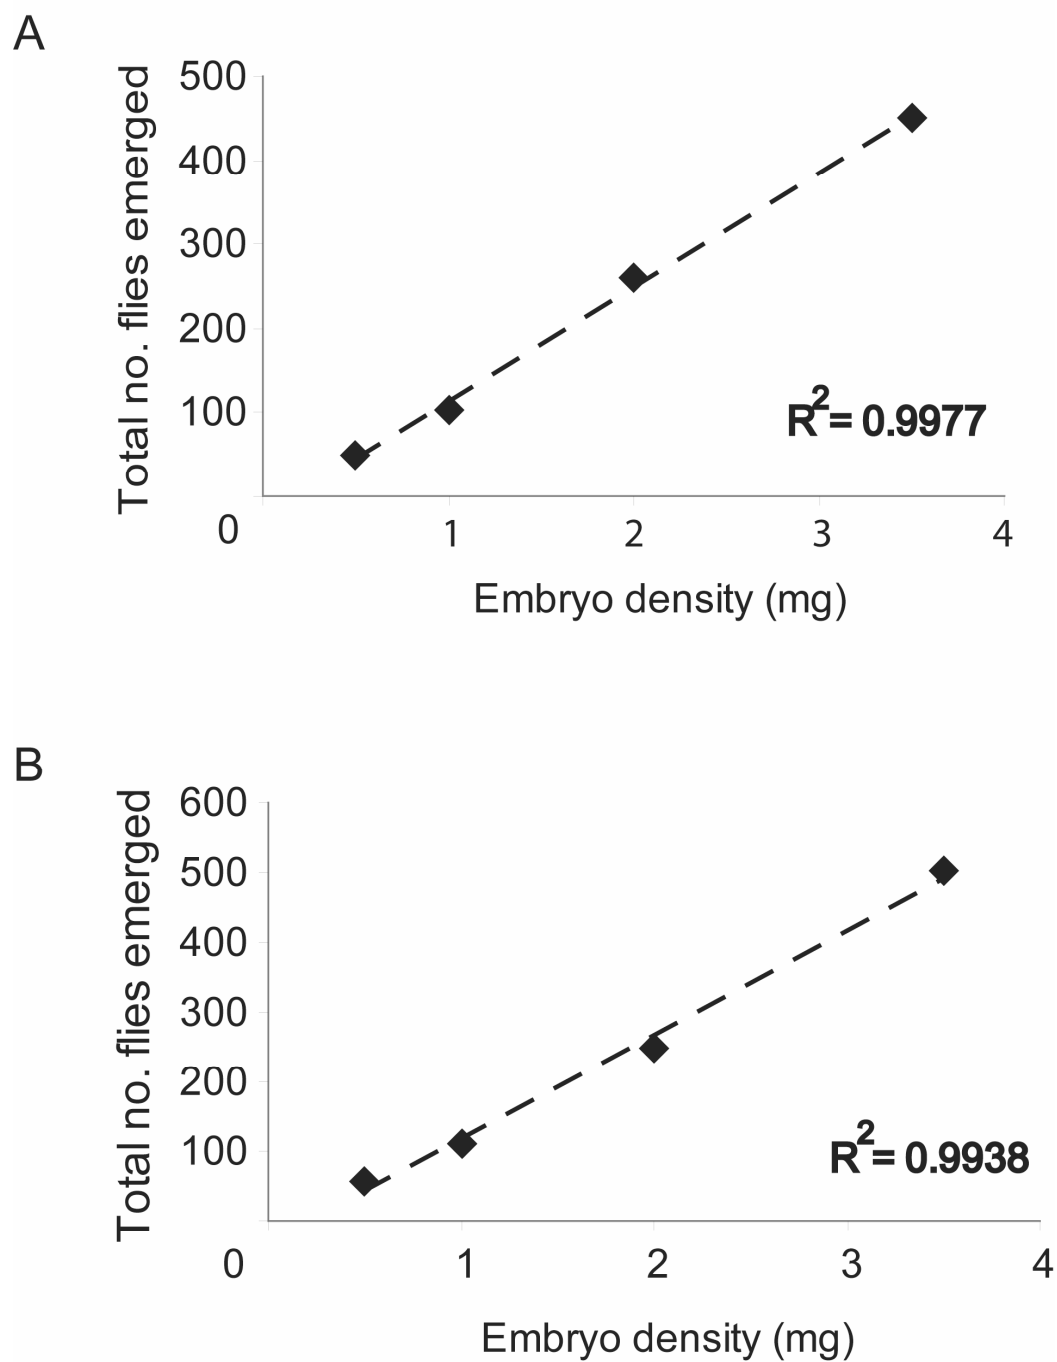 A
Total no. flies emerged
500
400
300
200
100
0
R2= 0.9977
1 2 3 4
Embryo density (mg)
B
Total no. flies emerged
600
500
400
300
200
100
0
R2= 0.9938
1 2 3 4
Embryo density (mg)